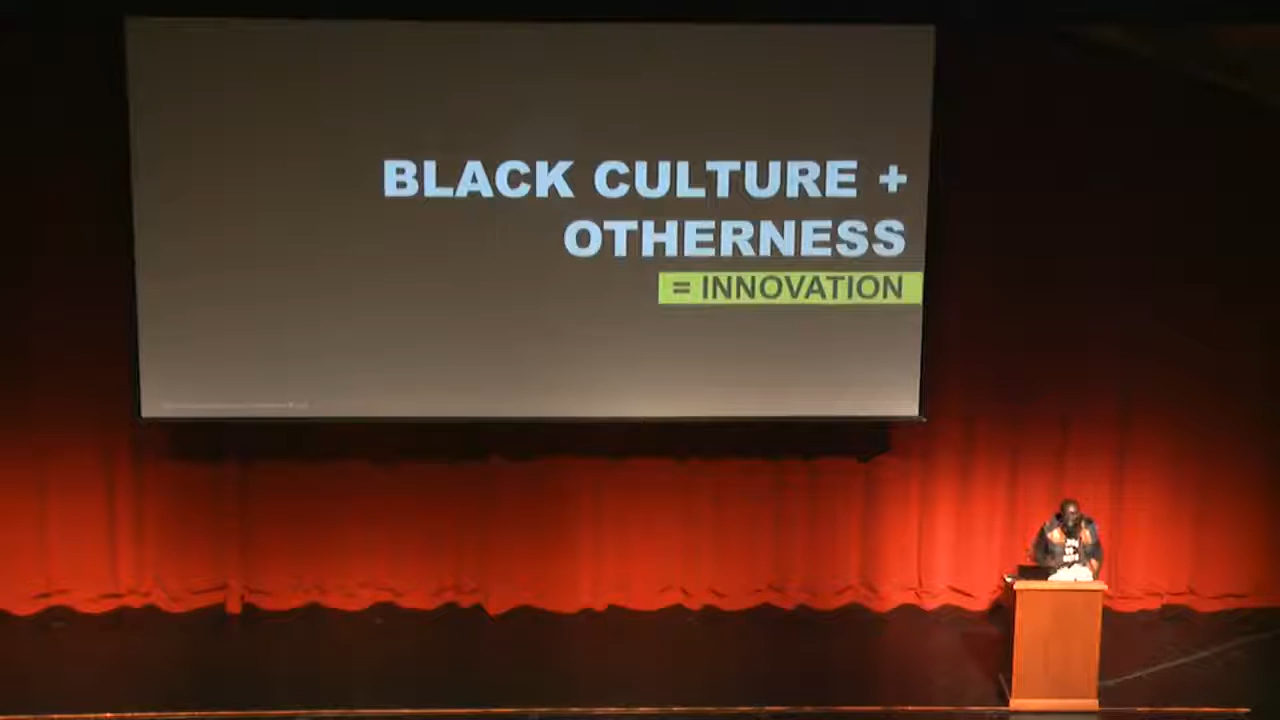 BLACK CULTURE +
OTHERNESS
= INNOVATION